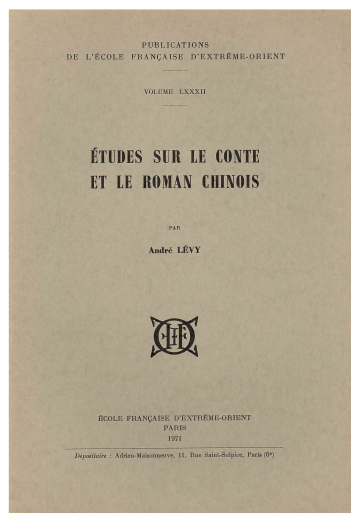 PUBLICATIONS
DE L'ÉCOLE FRANÇAISE D'EXTRÊME-ORIENT
VOLUME LXXXII
ÉTUDES SUR LE CONTE
ET LE ROMAN CHINOIS
PAR
André LÉVY
ÉCOLE FRANÇAISE D'EXTRÊME-ORIENT
PARIS
1971
Dépositaire : Adrien-Maisonneuve, 11, Rue Saint-Sulpice, Paris (6e)